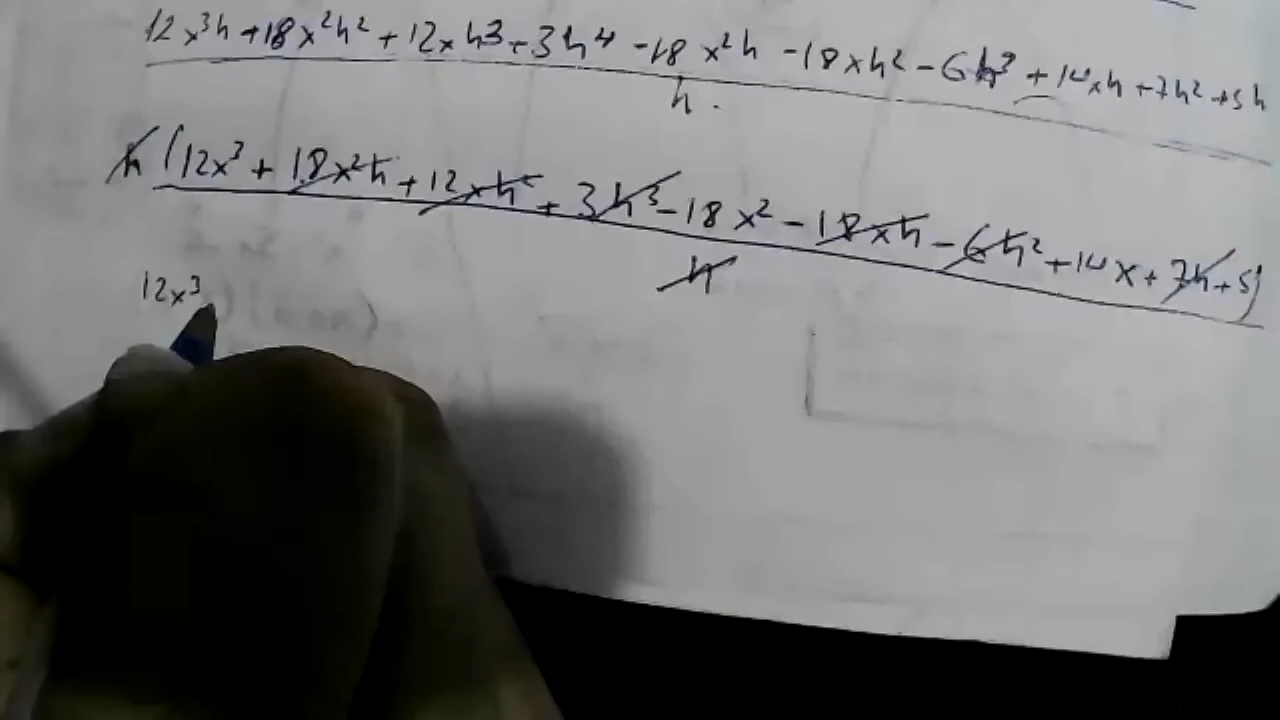 12x³h +18x²h² + 12xh³ + 3h⁴ -18x²h -18xh² - 6h³ + 14xh + 7h² +5h
h.
h (12x³ + 18x²h + 12xh² + 3h³ - 18x² - 18xh - 6h² + 14x + 7h + 5)
h
12x³